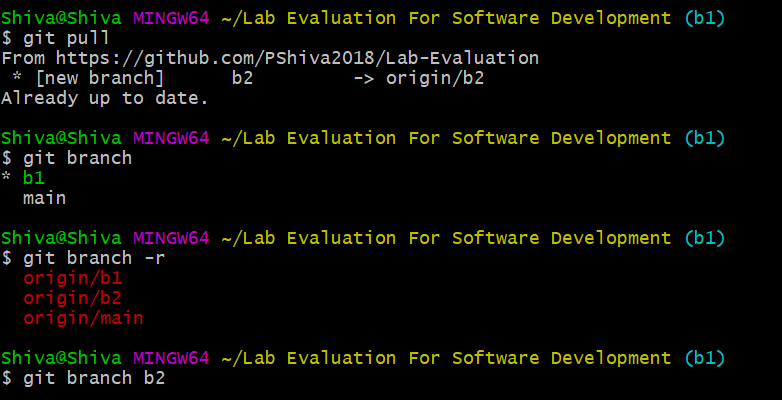 Shiva@Shiva MINGW64 ~/Lab Evaluation For Software Development (b1)
$ git pull
From https://github.com/PShiva2018/Lab-Evaluation
 * [new branch]      b2         -> origin/b2
Already up to date.
Shiva@Shiva MINGW64 ~/Lab Evaluation For Software Development (b1)
$ git branch
* b1
  main
Shiva@Shiva MINGW64 ~/Lab Evaluation For Software Development (b1)
$ git branch -r
  origin/b1
  origin/b2
  origin/main
Shiva@Shiva MINGW64 ~/Lab Evaluation For Software Development (b1)
$ git branch b2